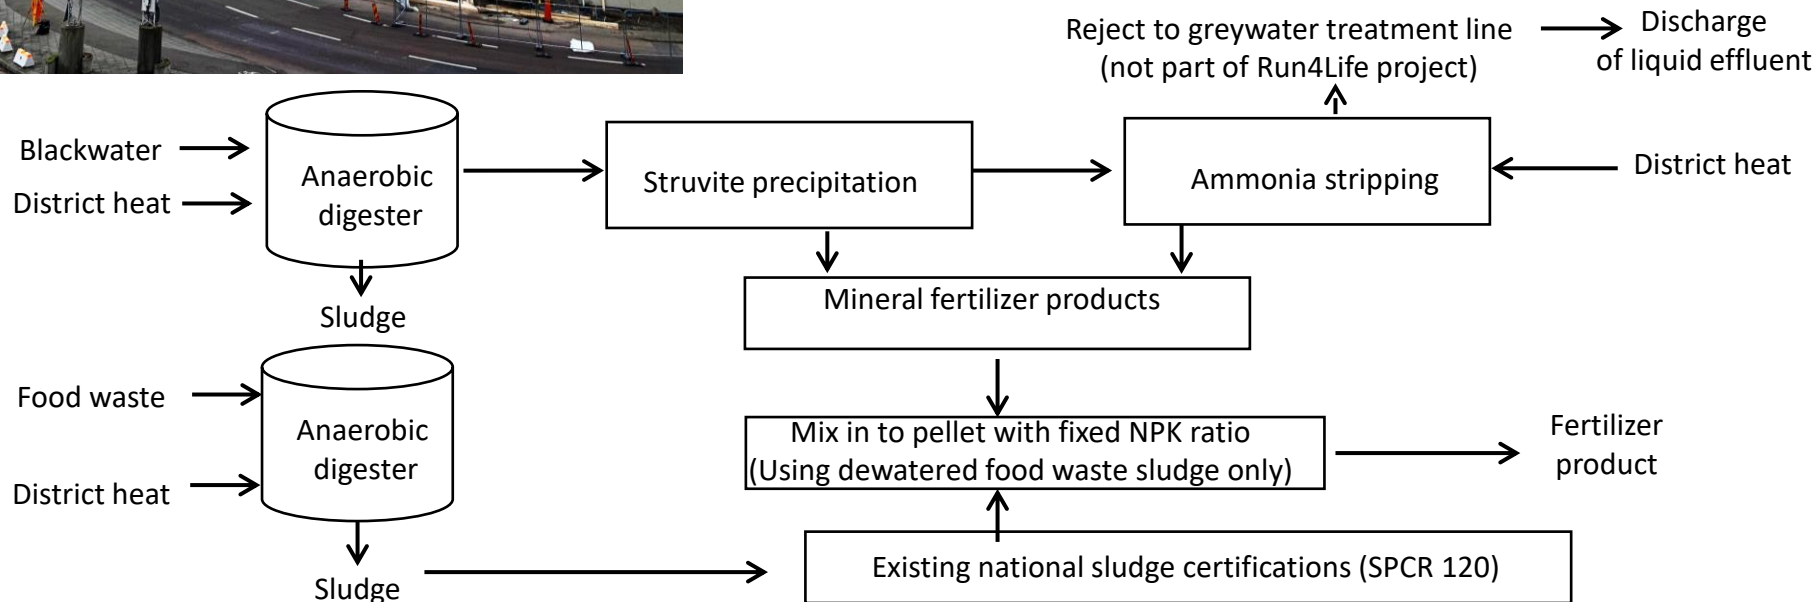 Reject to greywater treatment line
(not part of Run4Life project)
Discharge
of liquid effluent
Blackwater
District heat
Anaerobic
digester
Struvite precipitation
Ammonia stripping
District heat
Sludge
Mineral fertilizer products
Food waste
District heat
Anaerobic
digester
Mix in to pellet with fixed NPK ratio
(Using dewatered food waste sludge only)
Fertilizer
product
Sludge
Existing national sludge certifications (SPCR 120)